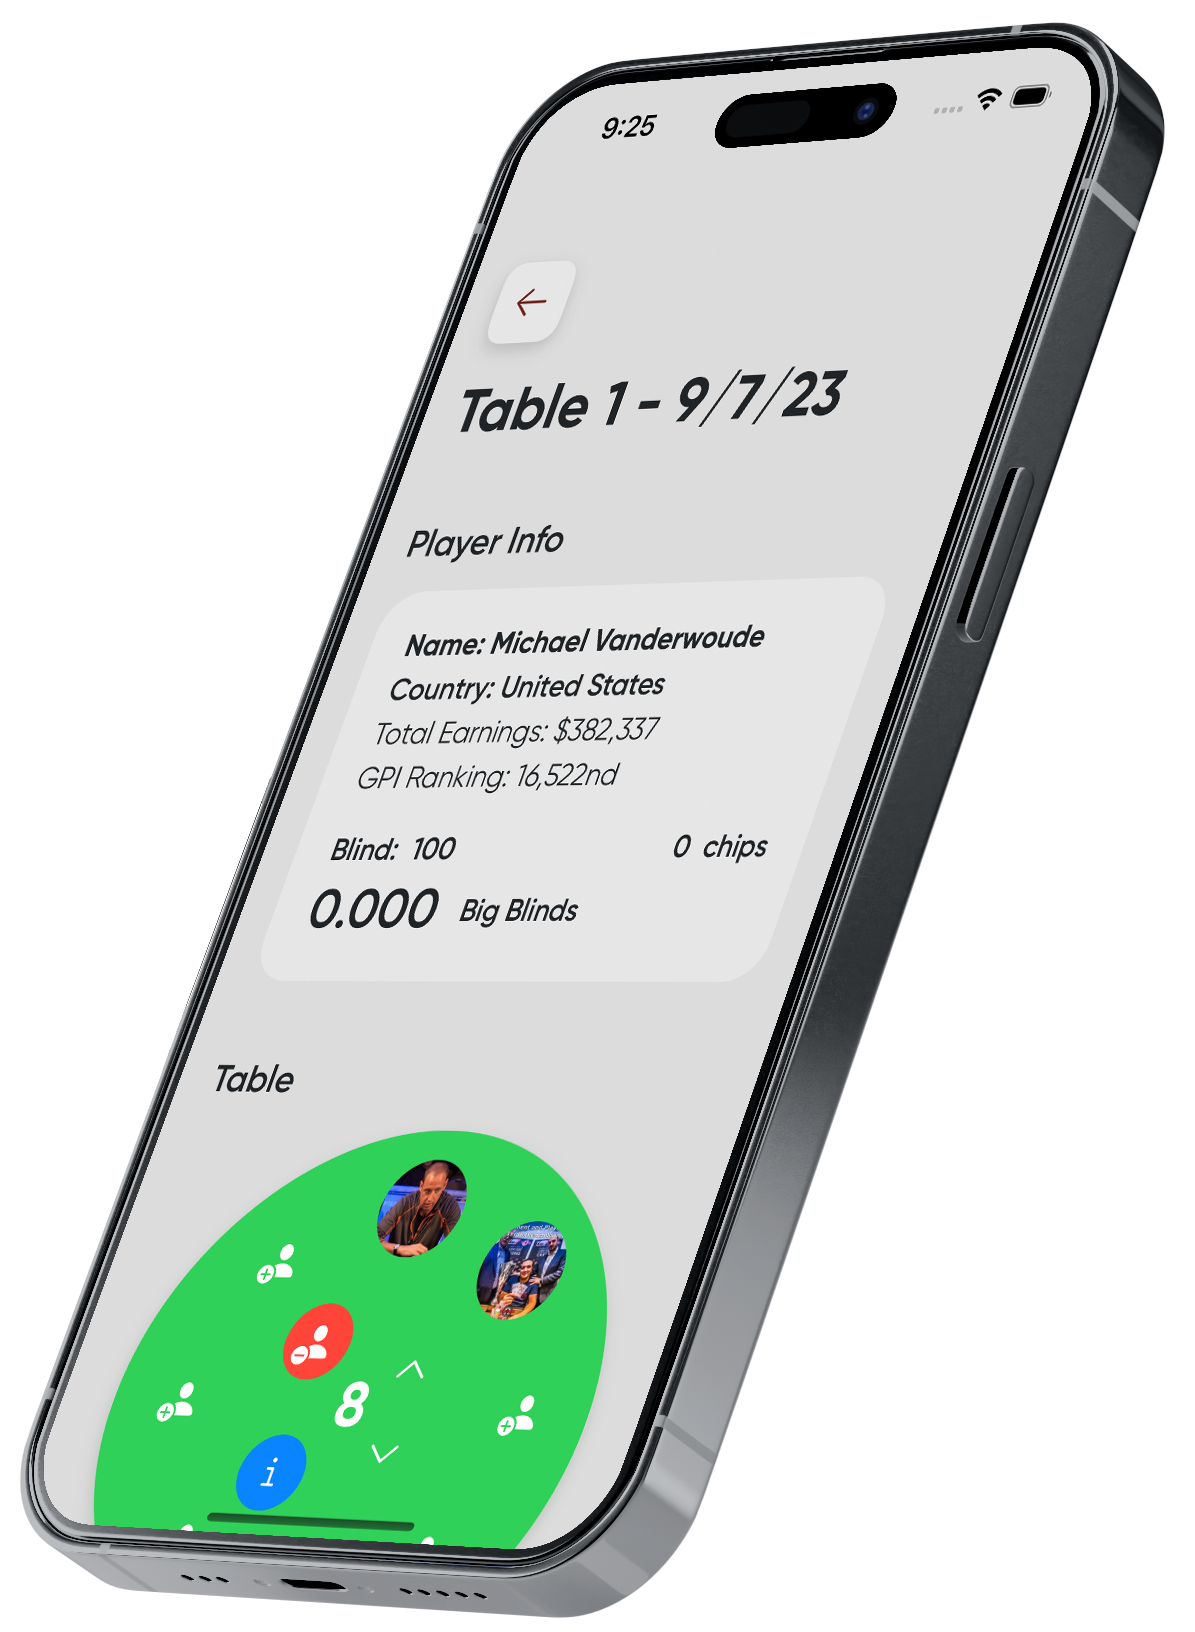 9:25
Table 1 - 9/7/23
Player Info
Name: Michael Vanderwoude
Country: United States
Total Earnings: $382,337
GPI Ranking: 16,522nd
Blind: 100 0 chips
0.000 Big Blinds
Table
8
i